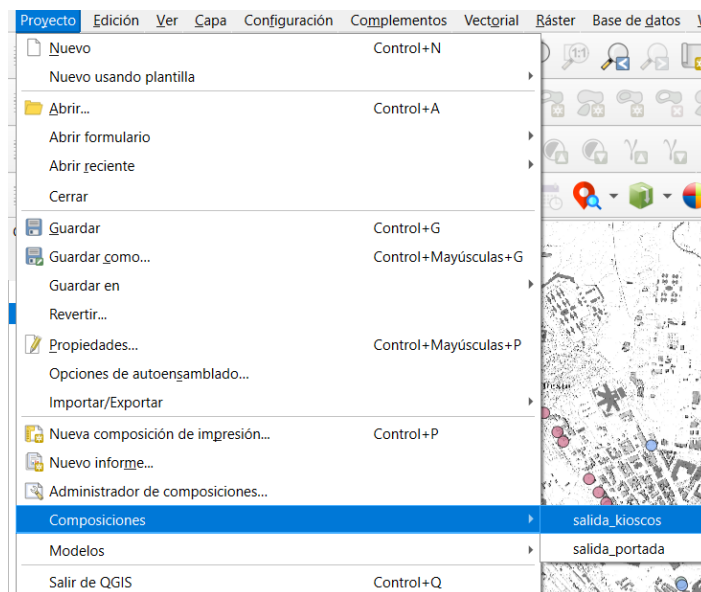 Proyecto Edición Ver Capa Configuración Complementos Vectorial Ráster Base de datos
Nuevo Control+N
Nuevo usando plantilla
Abrir... Control+A
Abrir formulario
Abrir reciente
Cerrar
Guardar Control+G
Guardar como... Control+Mayúsculas+G
Guardar en
Revertir...
Propiedades... Control+Mayúsculas+P
Opciones de autoensamblado...
Importar/Exportar
Nueva composición de impresión... Control+P
Nuevo informe...
Administrador de composiciones...
Composiciones salida_kioscos
Modelos salida_portada
Salir de QGIS Control+Q